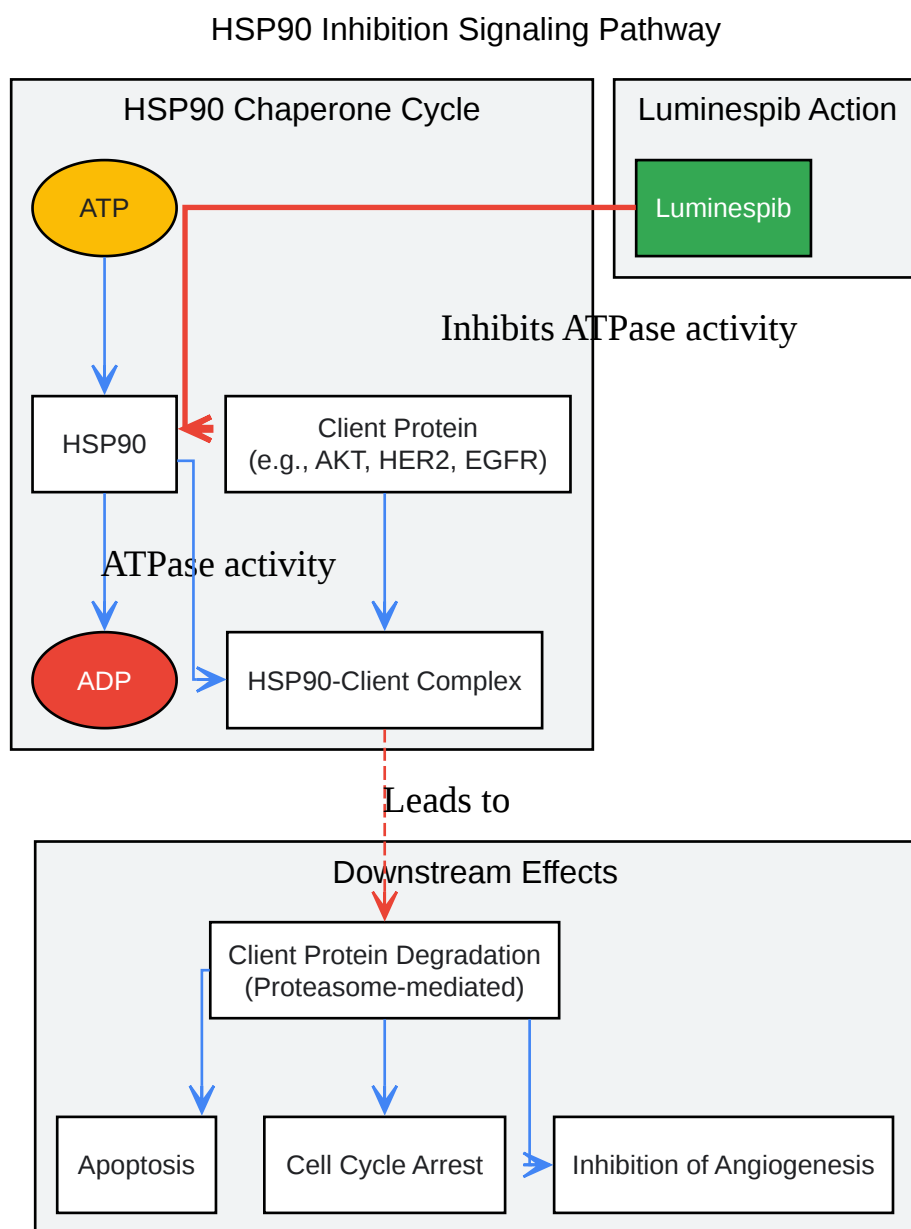 HSP90 Inhibition Signaling Pathway
HSP90 Chaperone Cycle
Luminespib Action
ATP
Luminespib
Inhibits ATPase activity
HSP90
Client Protein
(e.g., AKT, HER2, EGFR)
ATPase activity
ADP
HSP90-Client Complex
Leads to
Downstream Effects
Client Protein Degradation
(Proteasome-mediated)
Apoptosis
Cell Cycle Arrest
Inhibition of Angiogenesis